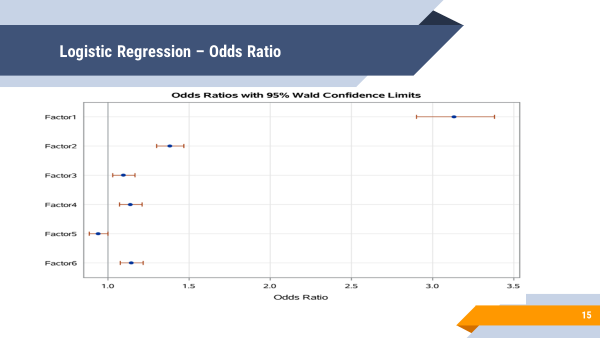 Logistic Regression – Odds Ratio
Odds Ratios with 95% Wald Confidence Limits
Factor1
Factor2
Factor3
Factor4
Factor5
Factor6
1.0 1.5 2.0 2.5 3.0 3.5
Odds Ratio
15